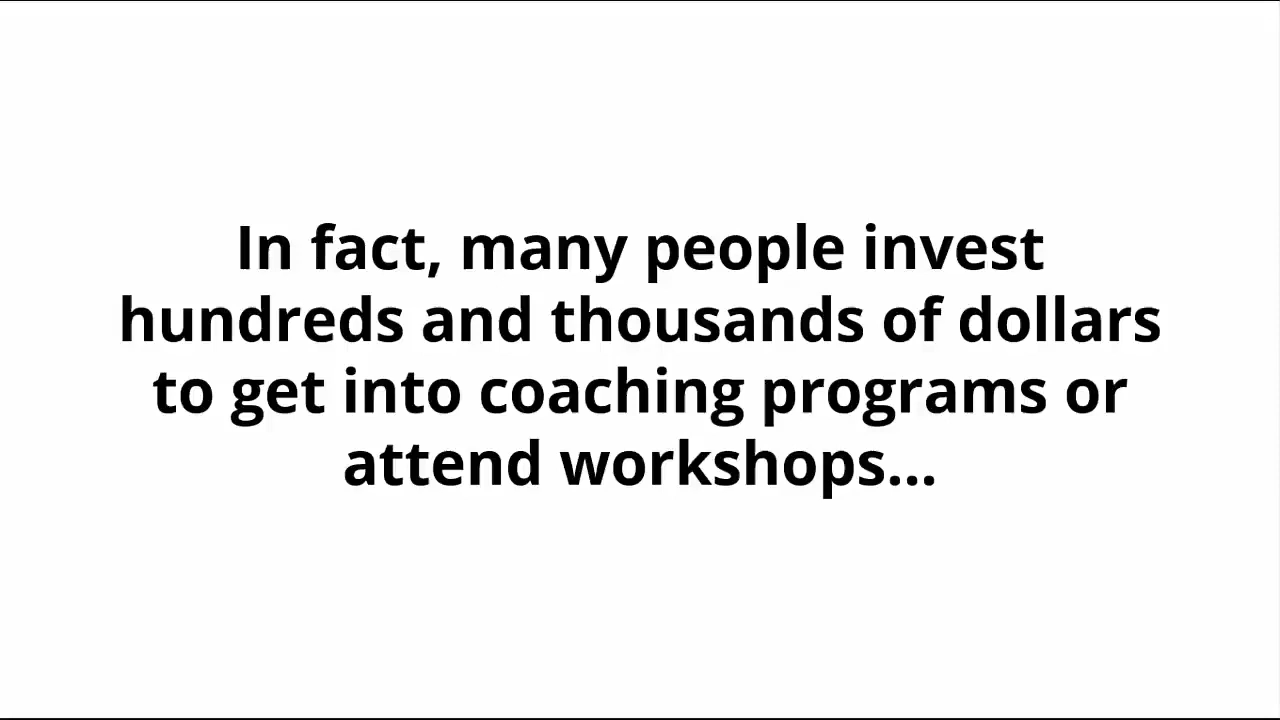 In fact, many people invest
hundreds and thousands of dollars
to get into coaching programs or
attend workshops...